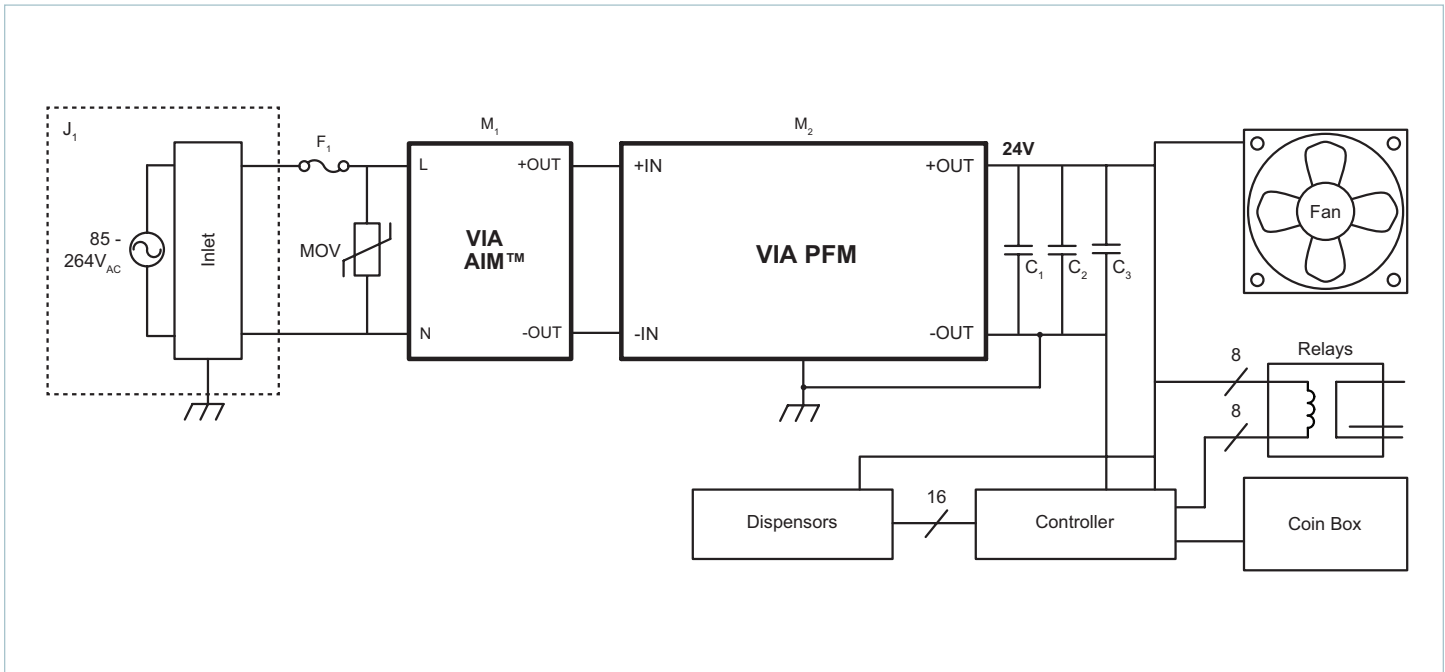 J₁
85 -
264V_AC
Inlet
F₁
MOV
M₁
L
+OUT
VIA
AIM™
N
-OUT
M₂
+IN
+OUT
VIA PFM
-IN
-OUT
24V
C₁
C₂
C₃
Fan
Relays
8
8
Dispensors
16
Controller
Coin Box